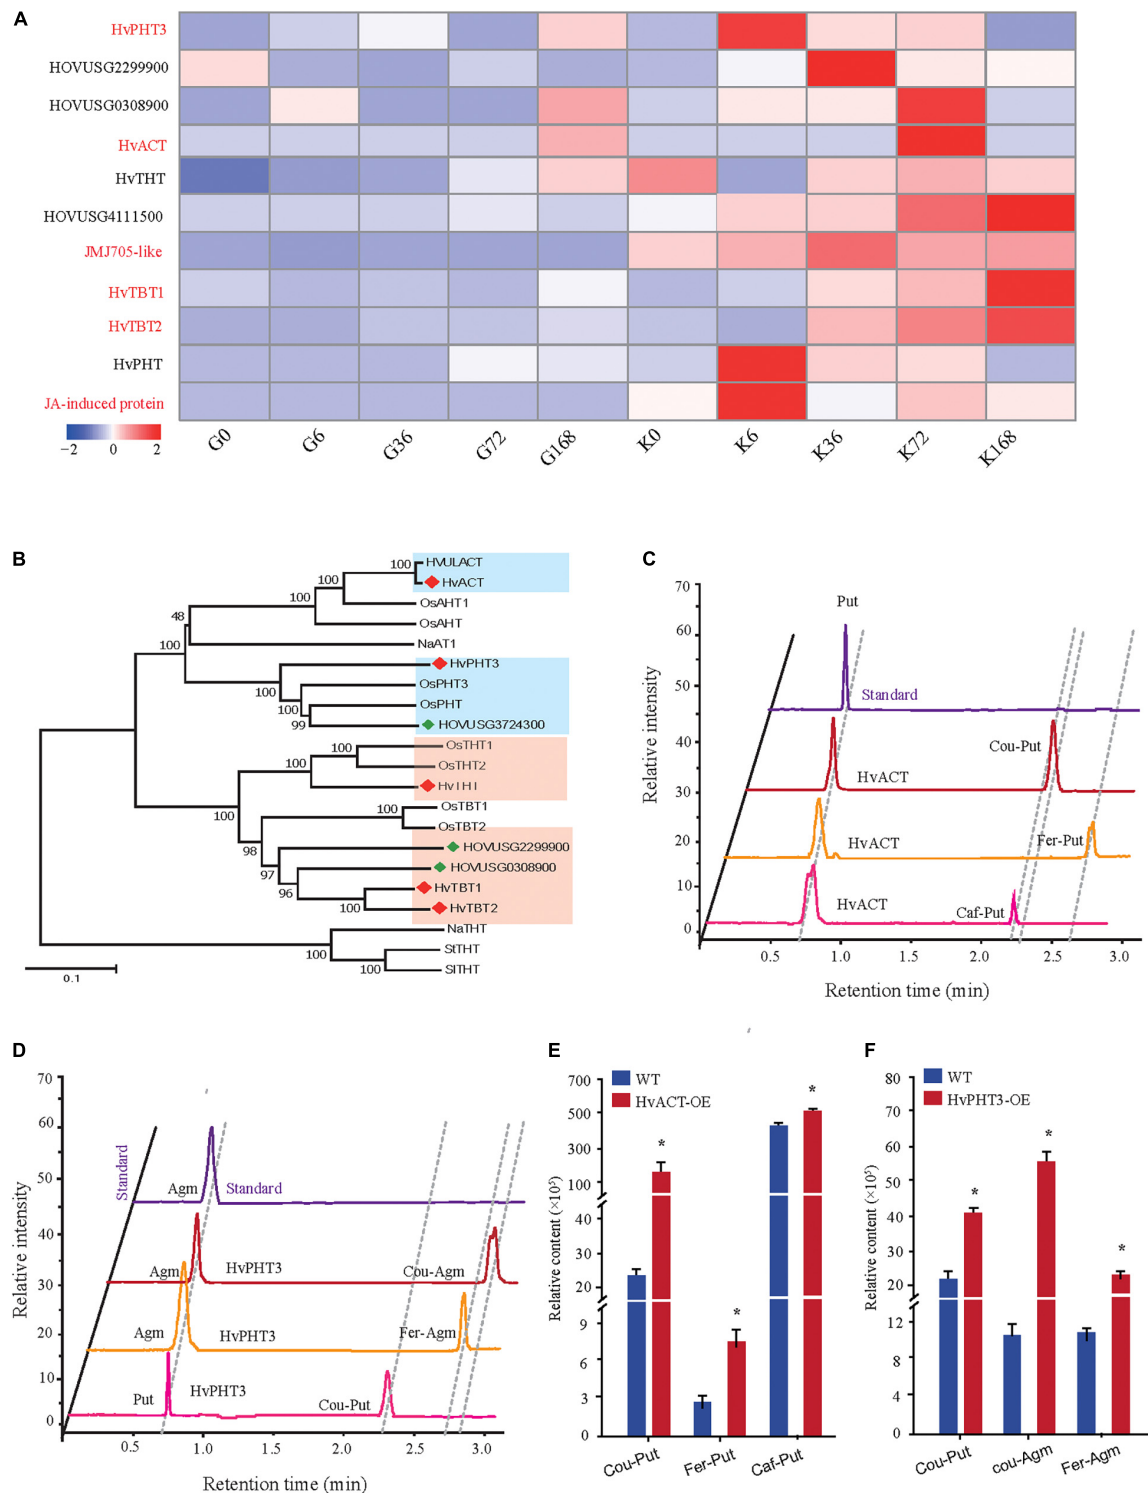 A
HvPHT3
HOVUSG2299900
HOVUSG0308900
HvACT
HvTHT
HOVUSG4111500
JMJ705-like
HvTBT1
HvTBT2
HvPHT
JA-induced protein
−2 0 2
G0 G6 G36 G72 G168 K0 K6 K36 K72 K168
B
HVULACT
HvACT
OsAHT1
OsAHT
NaAT1
HvPHT3
OsPHT3
OsPHT
HOVUSG3724300
OsTHT1
OsTHT2
HvTHT
OsTBT1
OsTBT2
HOVUSG2299900
HOVUSG0308900
HvTBT1
HvTBT2
NaTHT
StTHT
SlTHT
100
100
100
48
100
100
100
99
100
100
100
100
98
97
96
100
100
100
0.1
C
Relative intensity
70
60
50
40
30
20
10
0
Put
Standard
Cou-Put
HvACT
Fer-Put
HvACT
Caf-Put
HvACT
0.5 1.0 1.5 2.0 2.5 3.0
Retention time (min)
D
Relative intensity
70
60
50
40
30
20
10
0
Standard
Agm Standard
Agm HvPHT3 Cou-Agm
Agm HvPHT3 Fer-Agm
Put HvPHT3 Cou-Put
0.5 1.0 1.5 2.0 2.5 3.0
Retention time (min)
E
WT
HvACT-OE
Relative content (×10³)
700
500
300
100
40
20
9
6
3
0
*
*
*
Cou-Put Fer-Put Caf-Put
F
WT
HvPHT3-OE
Relative content (×10³)
80
70
60
50
40
30
20
12
8
4
0
*
*
*
Cou-Put cou-Agm Fer-Agm